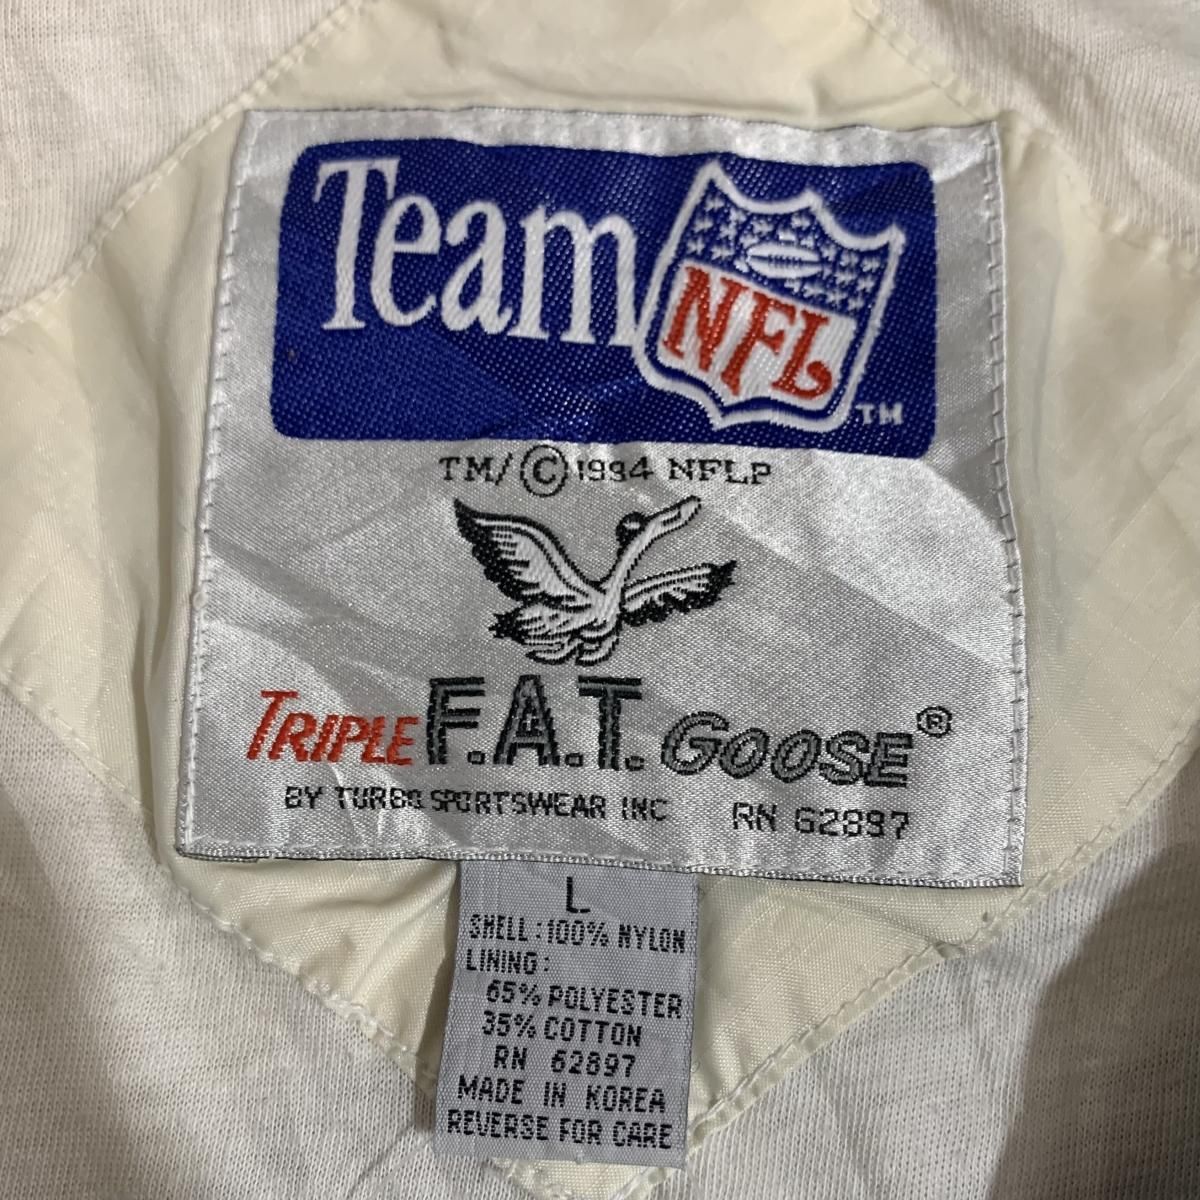 Team NFL TM
TM/© 1994 NFLP
TRIPLE F.A.T. GOOSE®
BY TURBO SPORTSWEAR INC RN 62897
L
SHELL: 100% NYLON
LINING:
65% POLYESTER
35% COTTON
RN 62897
MADE IN KOREA
REVERSE FOR CARE